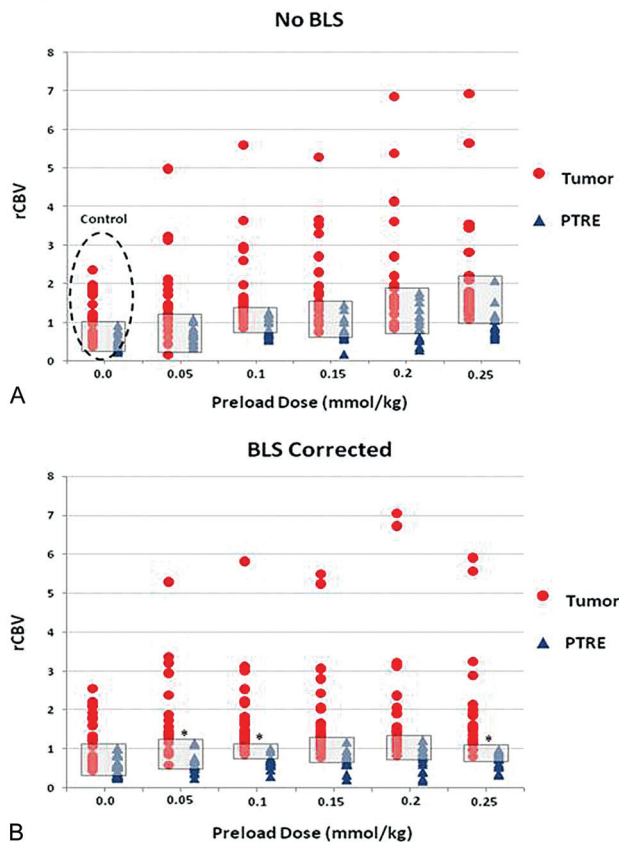 No BLS
8
7
6
5
4
3
2
1
0
rCBV
Control
Tumor
PTRE
0.0 0.05 0.1 0.15 0.2 0.25
Preload Dose (mmol/kg)
A
BLS Corrected
8
7
6
5
4
3
2
1
0
rCBV
* * *
Tumor
PTRE
0.0 0.05 0.1 0.15 0.2 0.25
Preload Dose (mmol/kg)
B